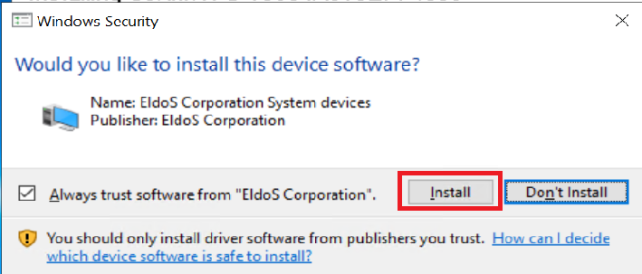 Windows Security
Would you like to install this device software?
Name: EldoS Corporation System devices
Publisher: EldoS Corporation
Always trust software from "EldoS Corporation".
Install
Don't Install
You should only install driver software from publishers you trust. How can I decide
which device software is safe to install?